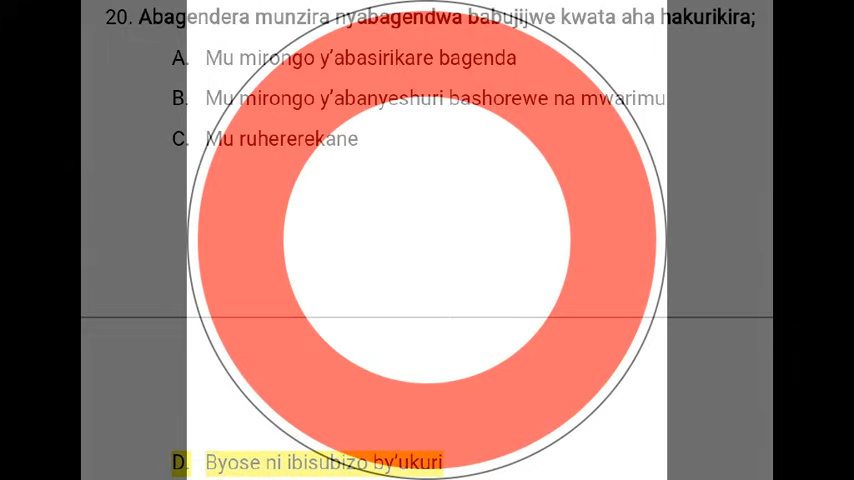 20. Abagendera munzira nyabagendwa babujijwe kwata aha hakurikira;
A. Mu mirongo y'abasirikare bagenda
B. Mu mirongo y'abanyeshuri bashorewe na mwarimu
C. Mu ruhererekane
D. Byose ni ibisubizo by'ukuri